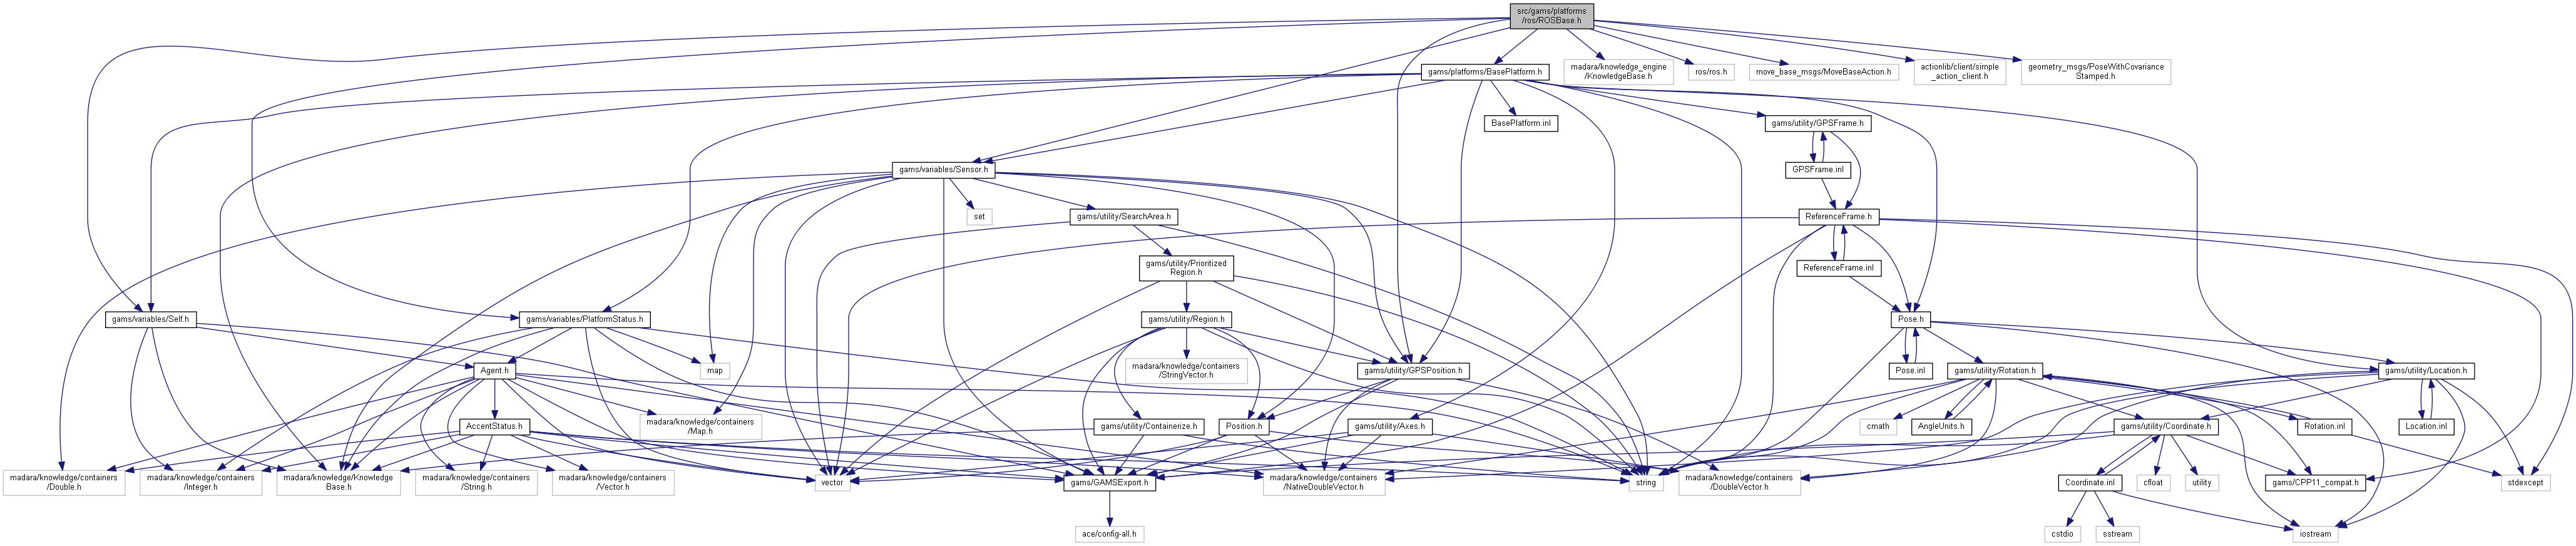 src/gams/platforms
/ros/ROSBase.h
gams/platforms/BasePlatform.h
madara/knowledge_engine
/KnowledgeBase.h
ros/ros.h
move_base_msgs/MoveBaseAction.h
actionlib/client/simple
_action_client.h
geometry_msgs/PoseWithCovariance
Stamped.h
BasePlatform.inl
gams/utility/GPSFrame.h
gams/variables/Sensor.h
GPSFrame.inl
set
gams/utility/SearchArea.h
ReferenceFrame.h
gams/utility/Prioritized
Region.h
ReferenceFrame.inl
gams/variables/Self.h
gams/variables/PlatformStatus.h
gams/utility/Region.h
Pose.h
Agent.h
map
madara/knowledge/containers
/StringVector.h
gams/utility/GPSPosition.h
Pose.inl
gams/utility/Rotation.h
gams/utility/Location.h
AccentStatus.h
madara/knowledge/containers
/Map.h
gams/utility/Containerize.h
Position.h
gams/utility/Axes.h
cmath
AngleUnits.h
gams/utility/Coordinate.h
Rotation.inl
Location.inl
madara/knowledge/containers
/Double.h
madara/knowledge/containers
/Integer.h
madara/knowledge/Knowledge
Base.h
madara/knowledge/containers
/String.h
madara/knowledge/containers
/Vector.h
vector
gams/GAMSExport.h
madara/knowledge/containers
/NativeDoubleVector.h
string
madara/knowledge/containers
/DoubleVector.h
Coordinate.inl
cfloat
utility
gams/CPP11_compat.h
stdexcept
ace/config-all.h
cstdio
sstream
iostream